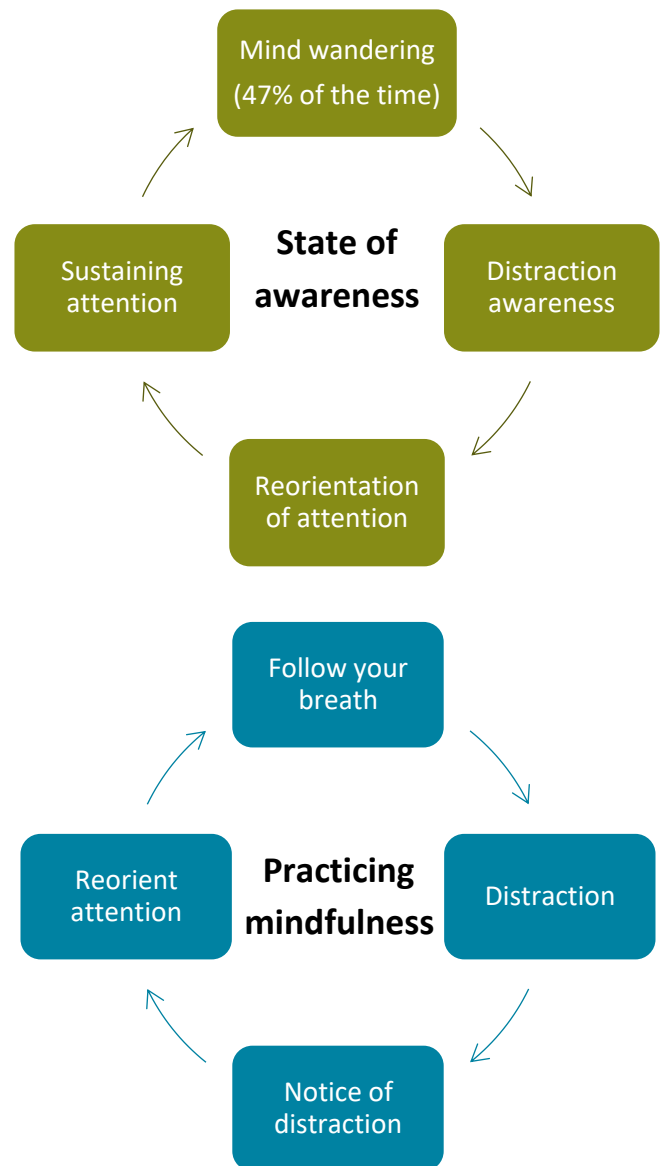 Mind wandering
(47% of the time)
State of
awareness
Sustaining
attention
Distraction
awareness
Reorientation
of attention
Follow your
breath
Practicing
mindfulness
Reorient
attention
Distraction
Notice of
distraction